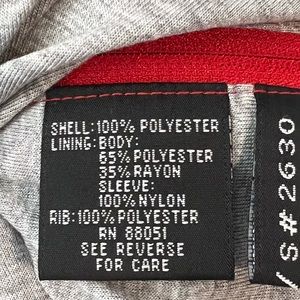 SHELL:100% POLYESTER
LINING:BODY:
65% POLYESTER
35% RAYON
SLEEVE:
100% NYLON
RIB:100% POLYESTER
RN 88051
SEE REVERSE
FOR CARE
S#2630